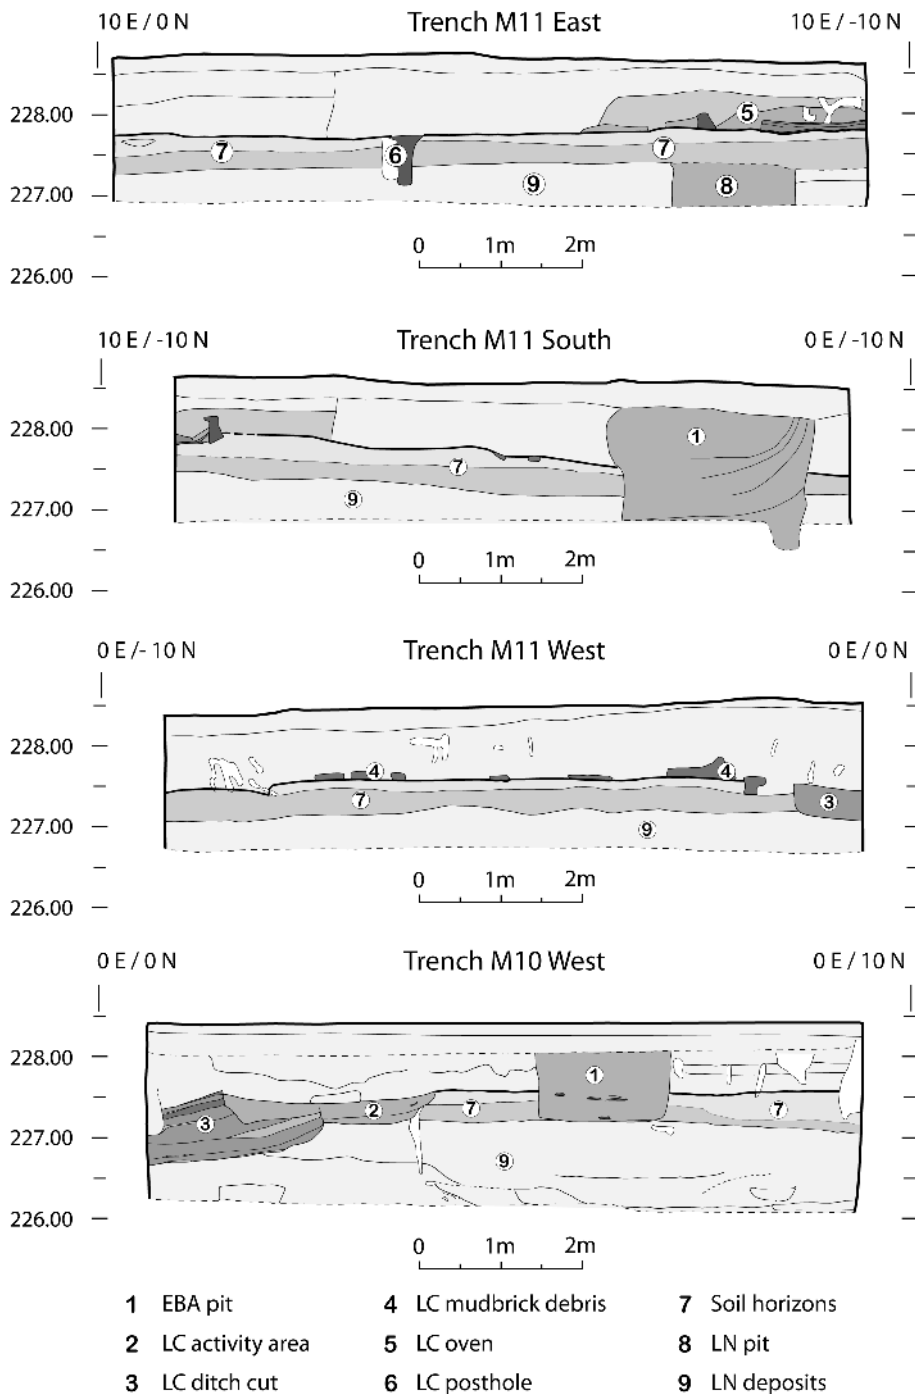 10 E / 0 N Trench M11 East 10 E / -10 N
228.00
5
7 6 7
9 8
227.00
0 1m 2m
226.00
10 E / -10 N Trench M11 South 0 E / -10 N
228.00 1
7
9
227.00
0 1m 2m
226.00
0 E /- 10 N Trench M11 West 0 E / 0 N
228.00
4 4
7 3
227.00 9
0 1m 2m
226.00
0 E / 0 N Trench M10 West 0 E / 10 N
228.00
1
3 2 7 7
227.00
9
226.00
0 1m 2m
1 EBA pit 4 LC mudbrick debris 7 Soil horizons
2 LC activity area 5 LC oven 8 LN pit
3 LC ditch cut 6 LC posthole 9 LN deposits